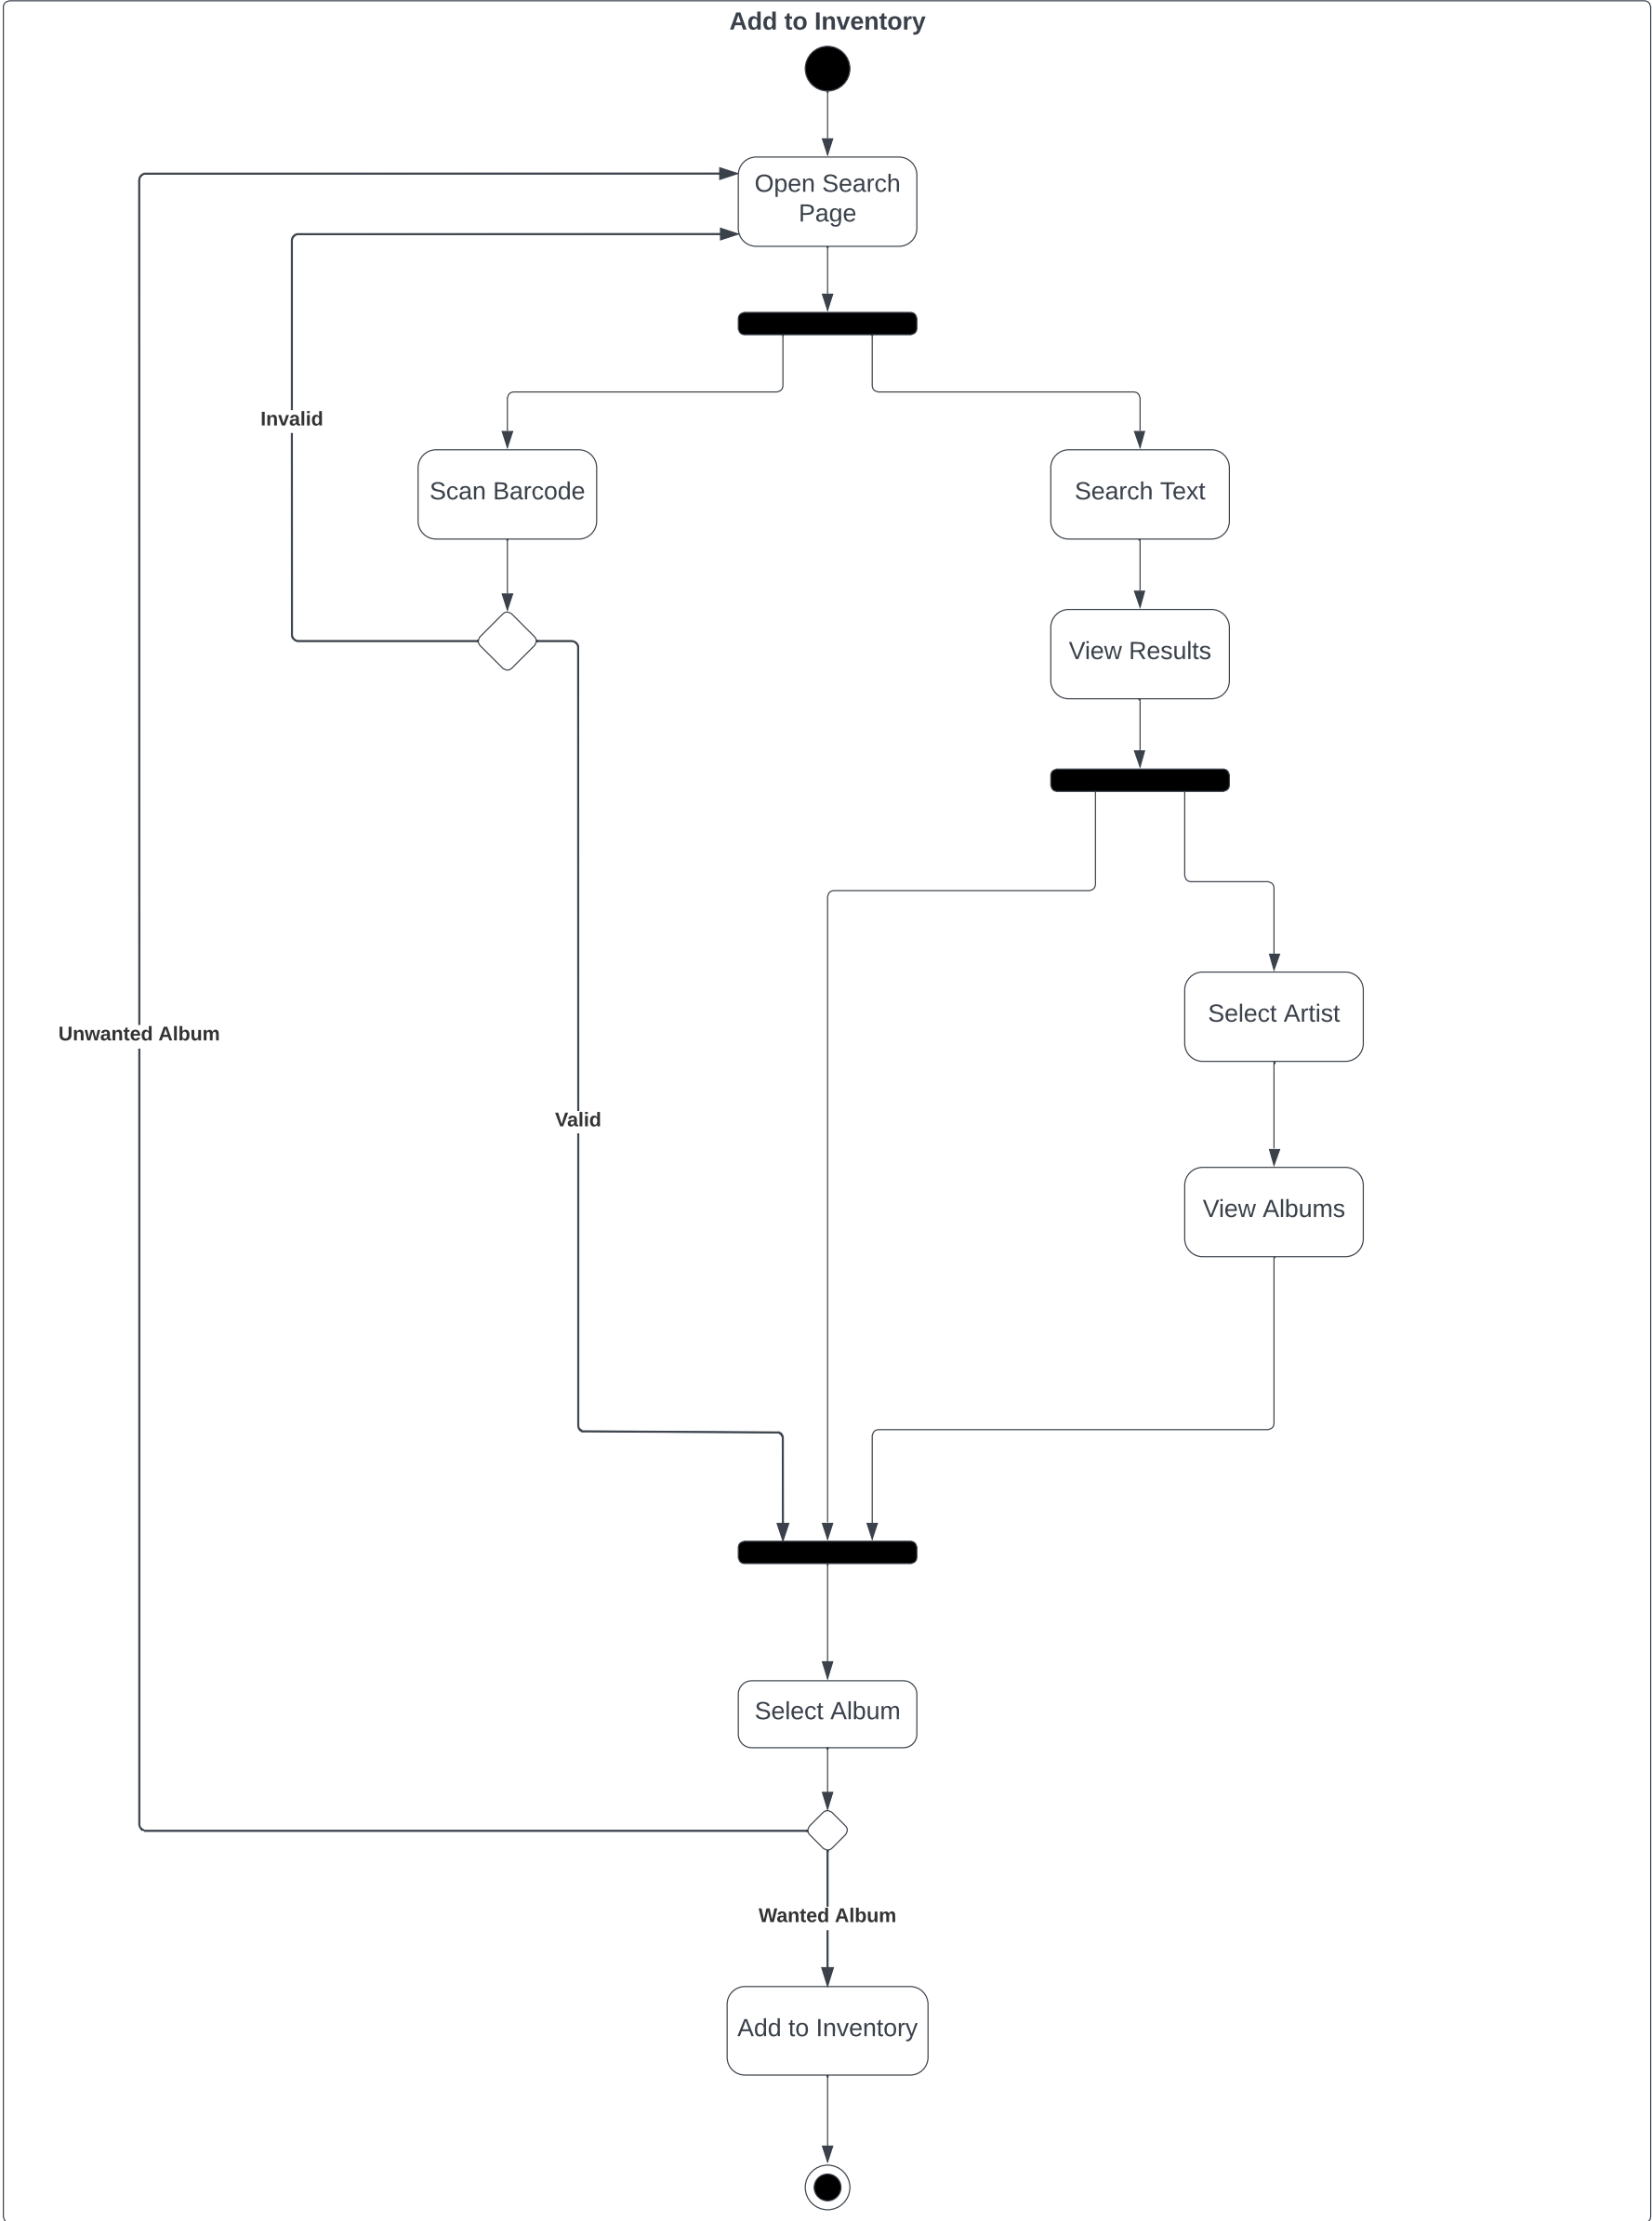 Add to Inventory
Open Search
Page
Invalid
Scan Barcode
Search Text
View Results
Select Artist
Unwanted Album
Valid
View Albums
Select Album
Wanted Album
Add to Inventory